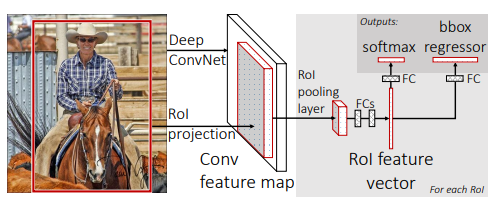 Outputs:
softmax
bbox
regressor
Deep
ConvNet
RoI
projection
Conv
feature map
RoI
pooling
layer
FCs
FC
FC
RoI feature
vector
For each RoI